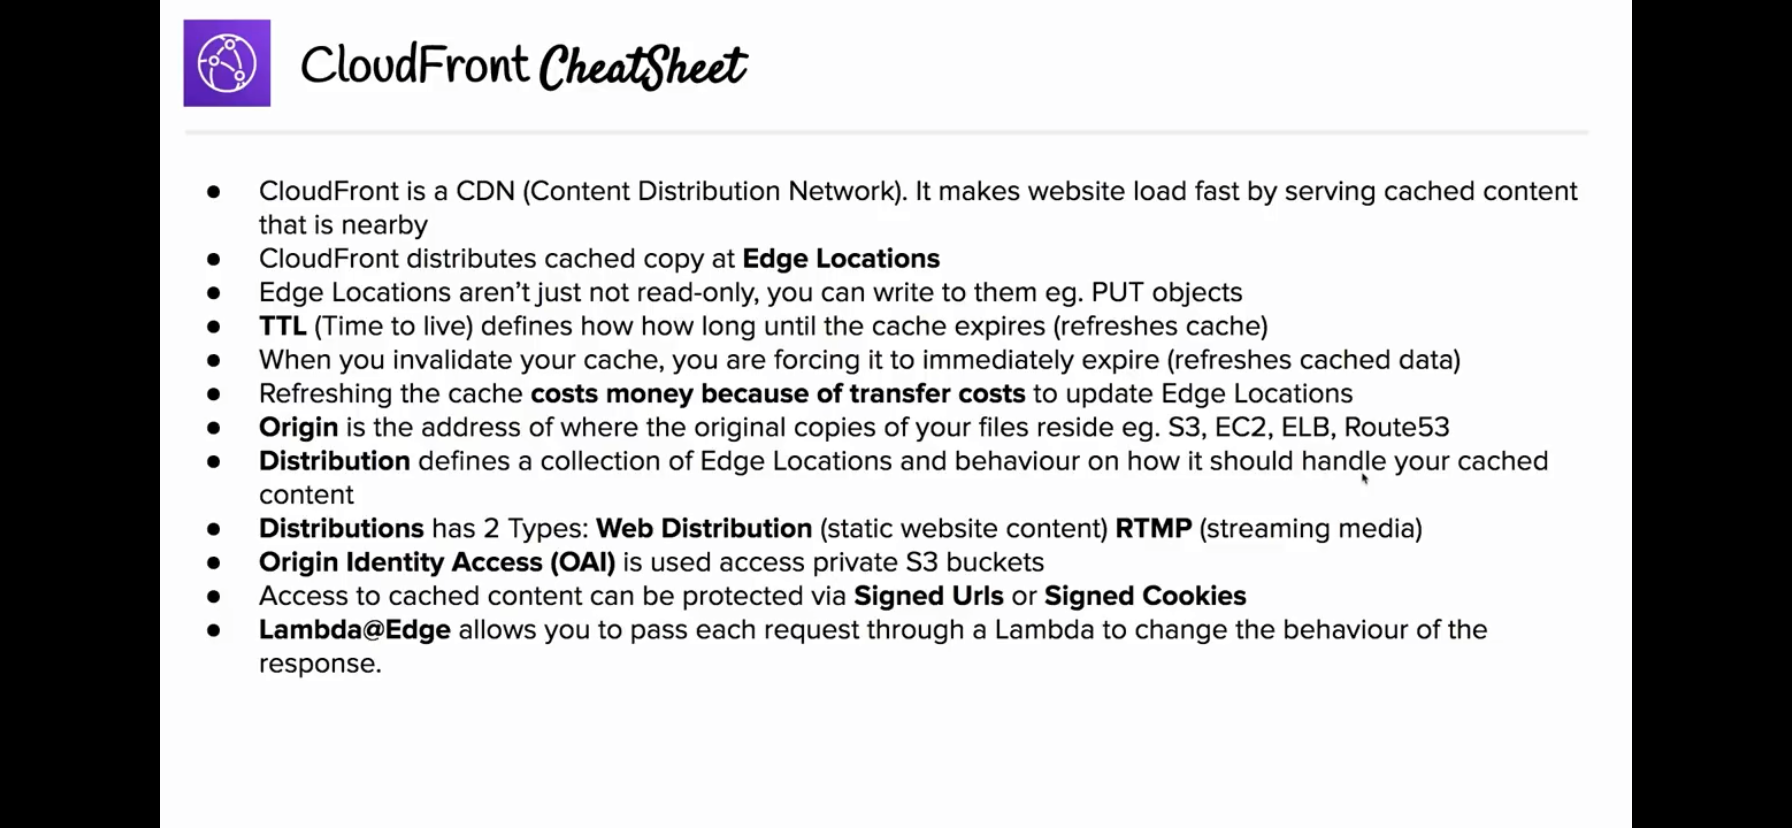 CloudFront CheatSheet
● CloudFront is a CDN (Content Distribution Network). It makes website load fast by serving cached content
that is nearby
● CloudFront distributes cached copy at Edge Locations
● Edge Locations aren’t just not read-only, you can write to them eg. PUT objects
● TTL (Time to live) defines how how long until the cache expires (refreshes cache)
● When you invalidate your cache, you are forcing it to immediately expire (refreshes cached data)
● Refreshing the cache costs money because of transfer costs to update Edge Locations
● Origin is the address of where the original copies of your files reside eg. S3, EC2, ELB, Route53
● Distribution defines a collection of Edge Locations and behaviour on how it should handle your cached
content
● Distributions has 2 Types: Web Distribution (static website content) RTMP (streaming media)
● Origin Identity Access (OAI) is used access private S3 buckets
● Access to cached content can be protected via Signed Urls or Signed Cookies
● Lambda@Edge allows you to pass each request through a Lambda to change the behaviour of the
response.